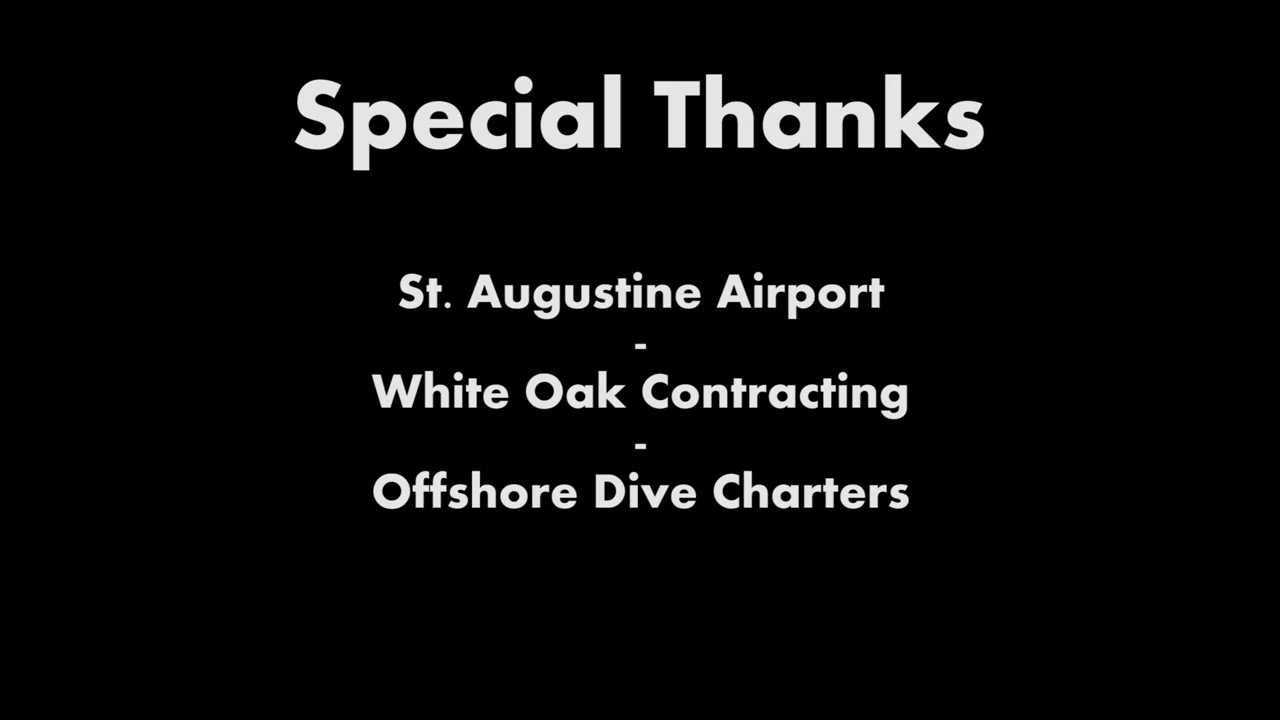 Special Thanks
St. Augustine Airport
-
White Oak Contracting
-
Offshore Dive Charters